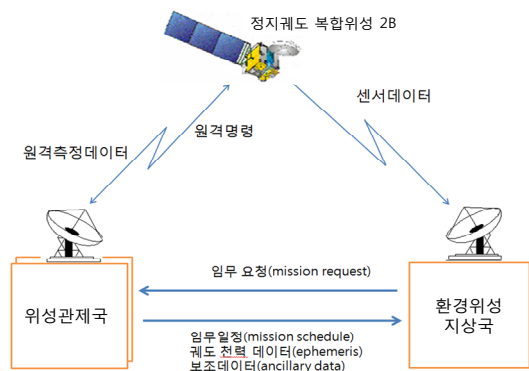 정지궤도 복합위성 2B
센서데이터
원격명령
원격측정데이터
임무 요청(mission request)
위성관제국
환경위성
지상국
임무일정(mission schedule)
궤도 천력 데이터(ephemeris)
보조데이터(ancillary data)